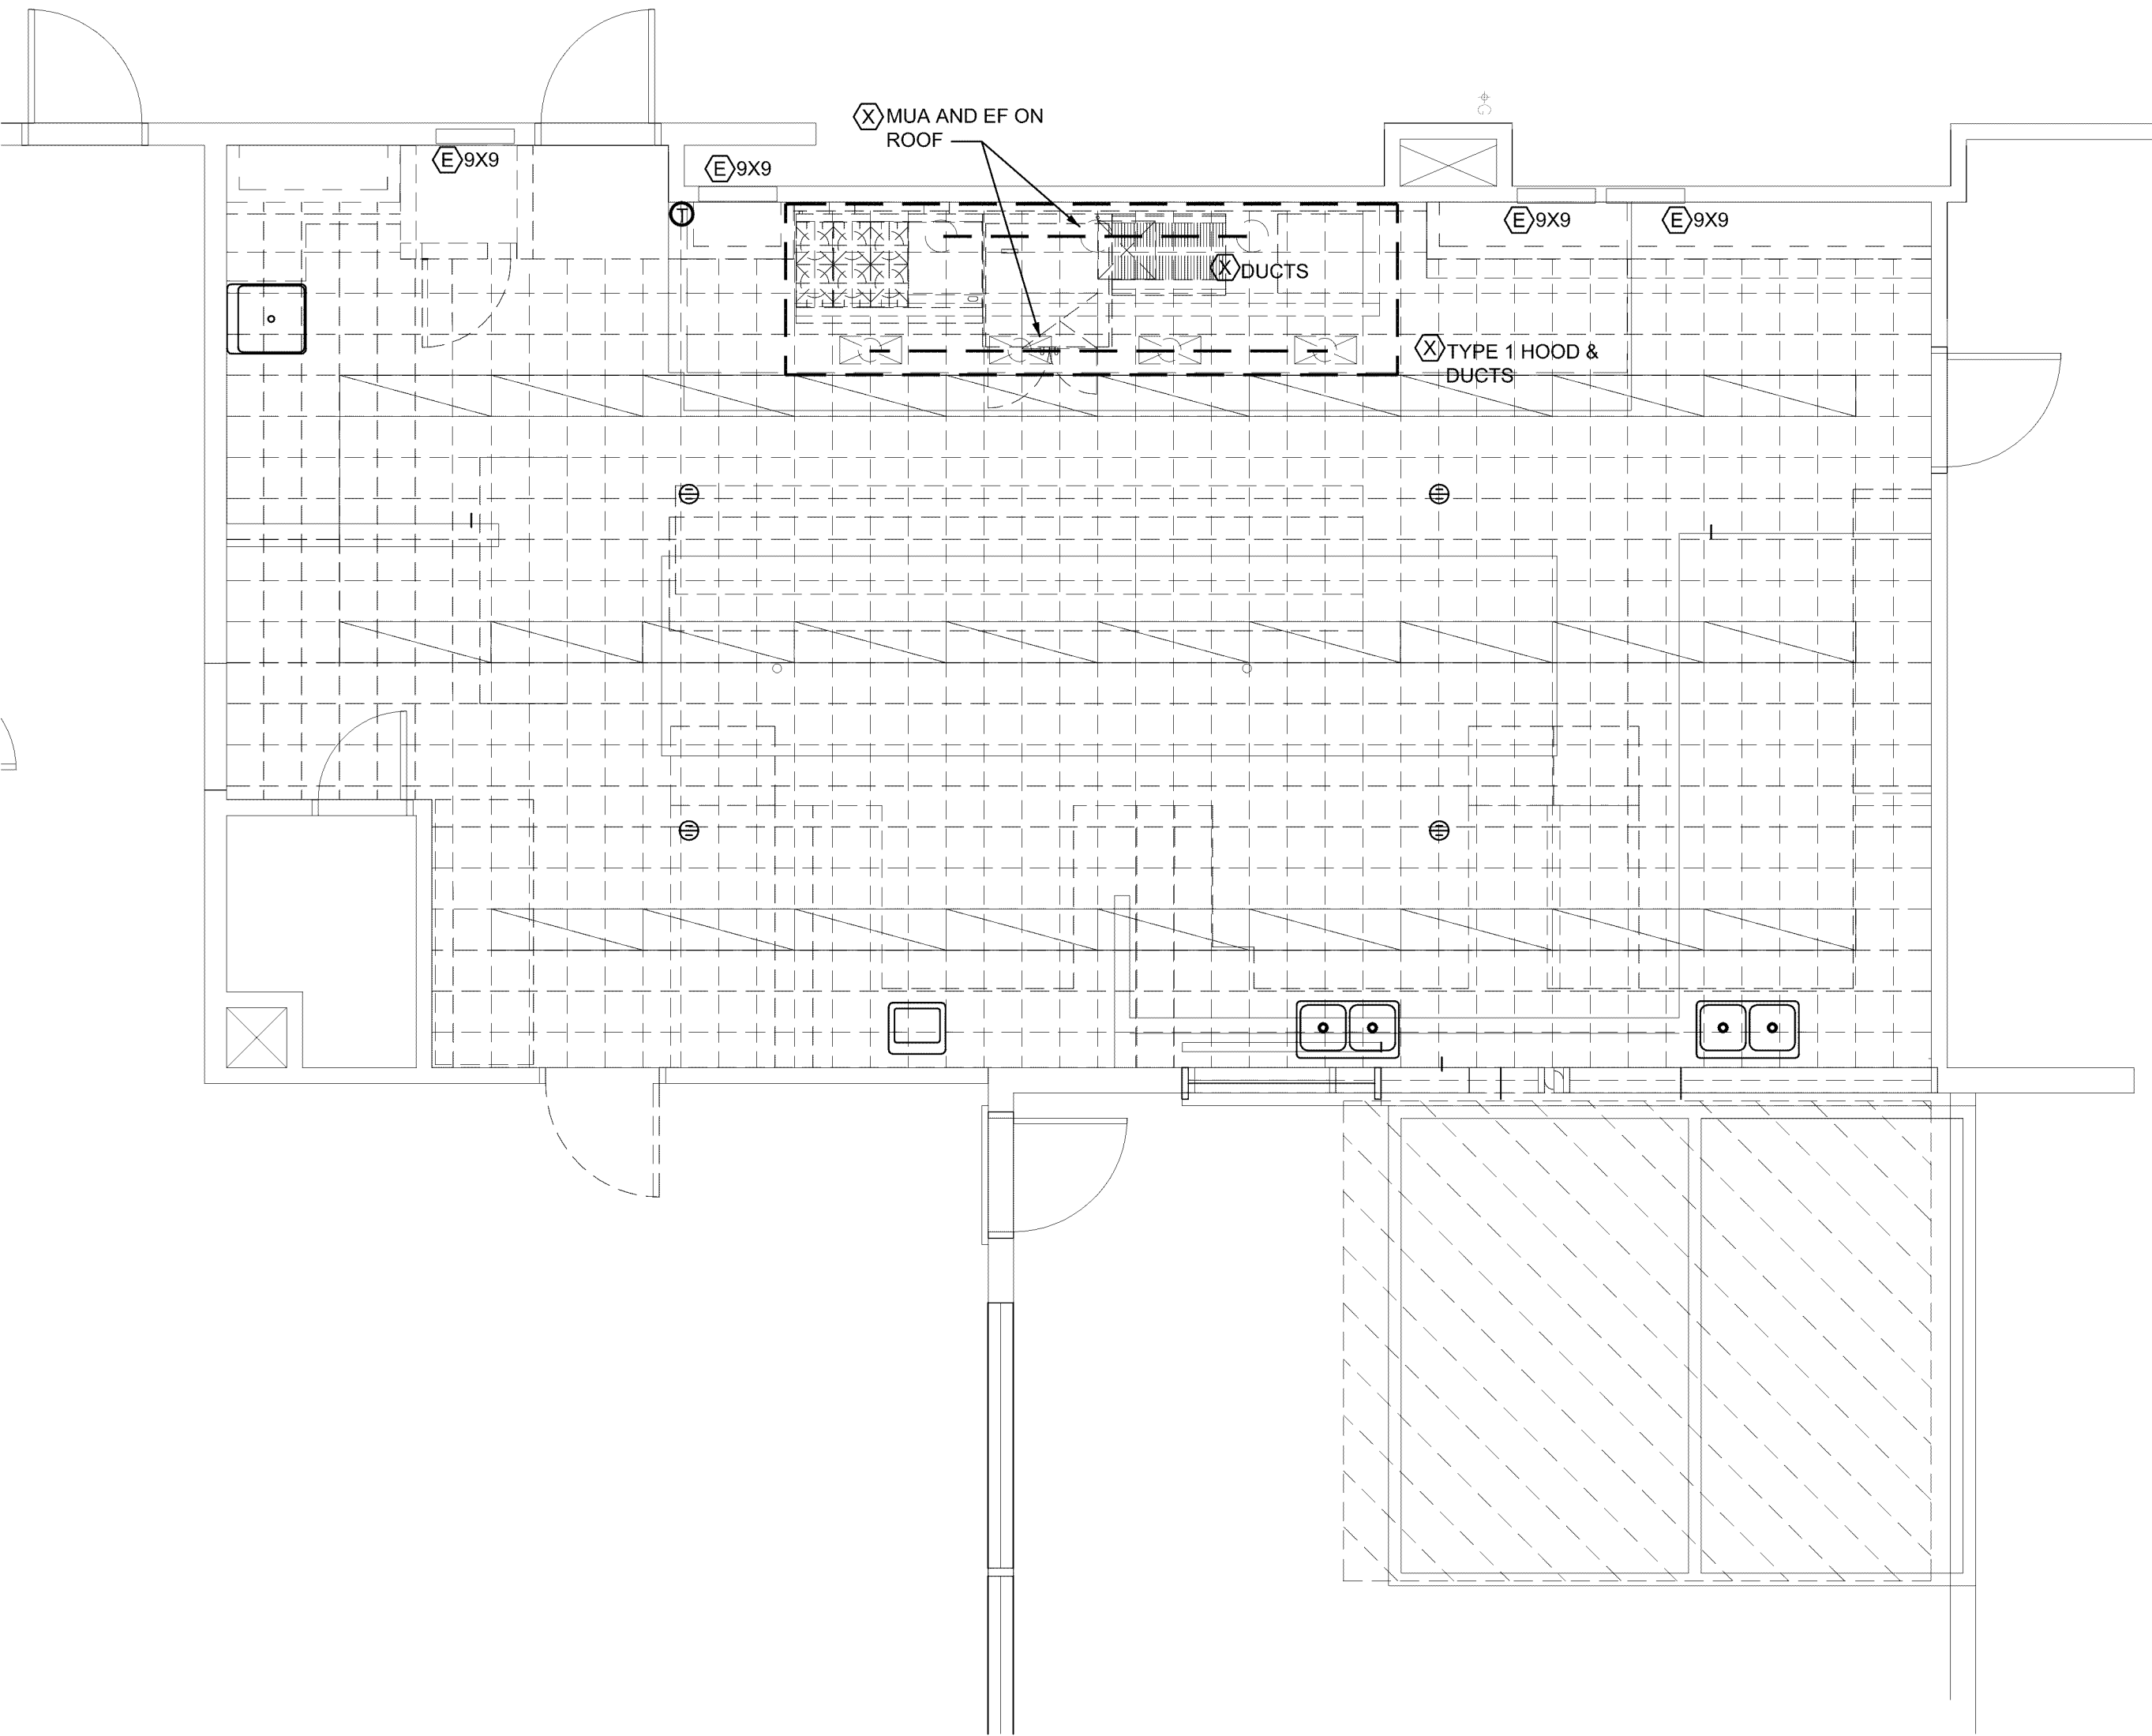 X MUA AND EF ON
ROOF
E 9X9
E 9X9
T
E 9X9
E 9X9
X DUCTS
X TYPE 1 HOOD &
DUCTS